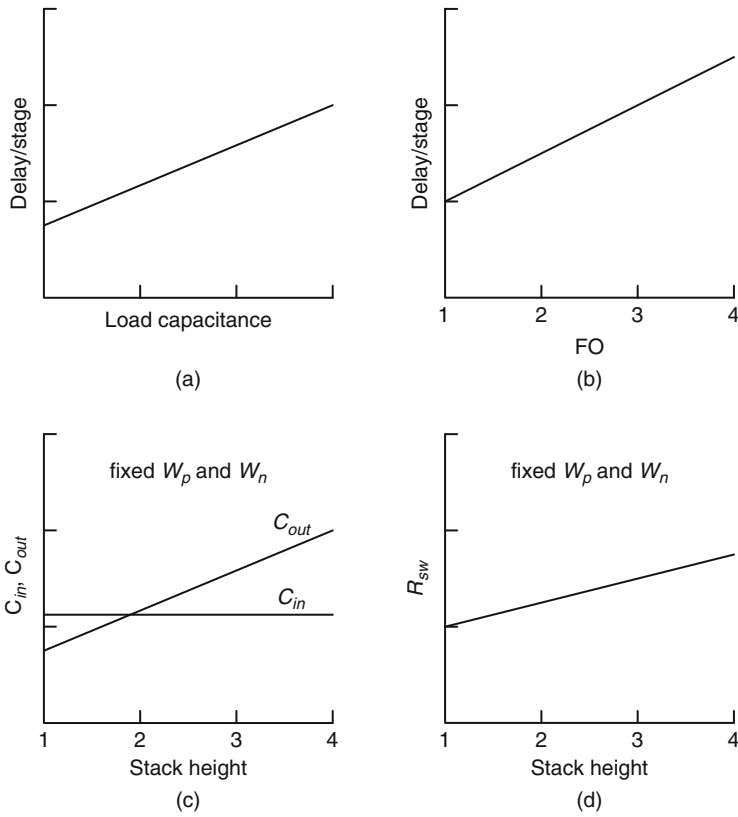 Delay/stage
Load capacitance
(a)
Delay/stage
1 2 3 4
FO
(b)
fixed Wp and Wn
Cout
Cin
Cin, Cout
1 2 3 4
Stack height
(c)
fixed Wp and Wn
Rsw
1 2 3 4
Stack height
(d)